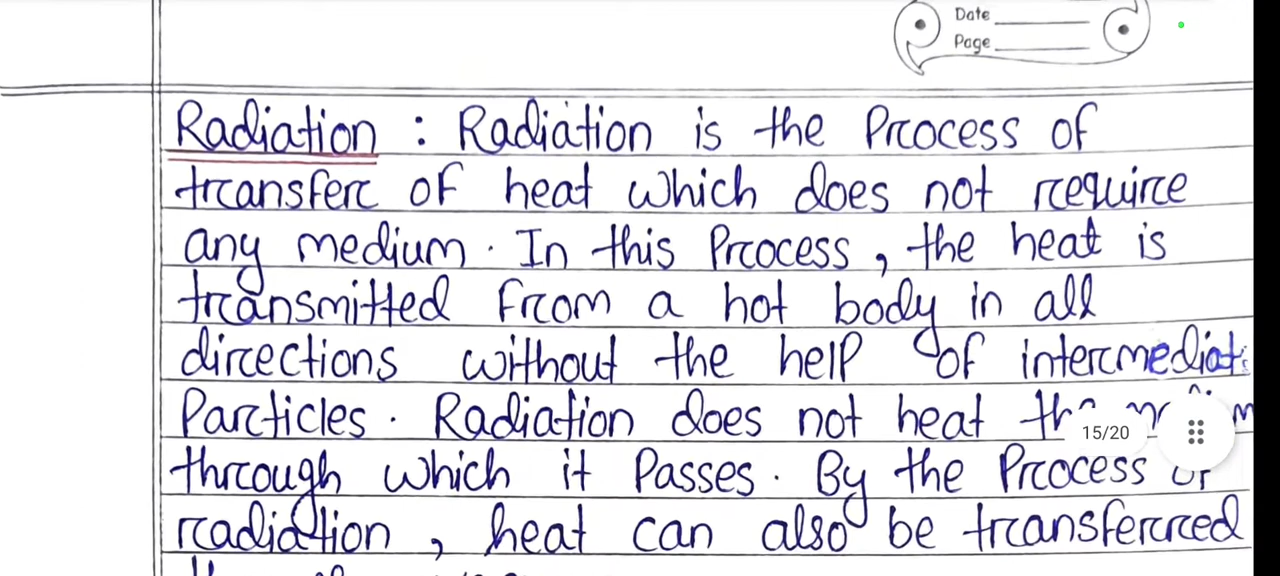 Date
Page
Radiation : Radiation is the Process of
transfer of heat which does not require
any medium. In this Process, the heat is
transmitted from a hot body in all
directions without the help of
Particles. Radiation does not heat
15/20
through which it Passes. By the Process of
radiation, heat can also be transferred